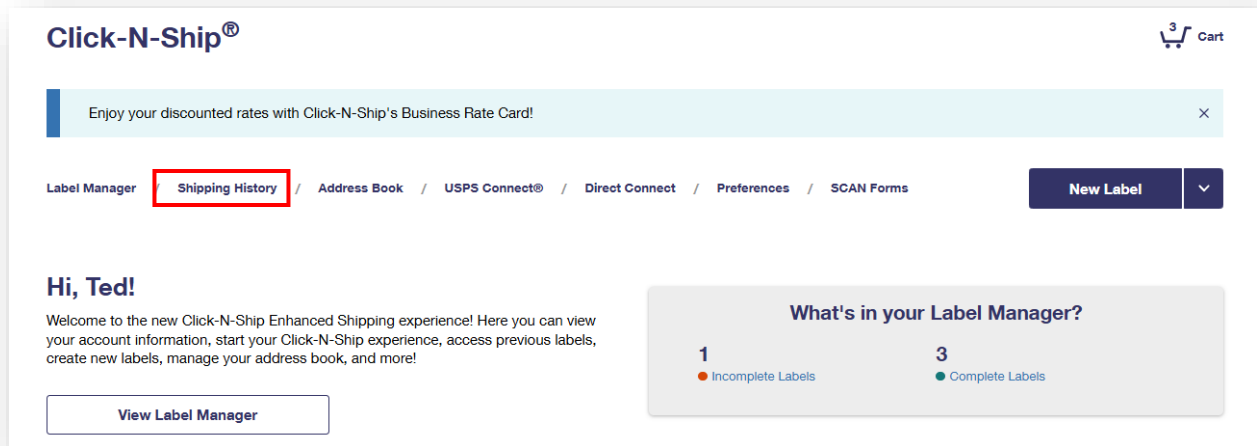 Click-N-Ship®
3
Cart
Enjoy your discounted rates with Click-N-Ship's Business Rate Card!
Label Manager / Shipping History / Address Book / USPS Connect® / Direct Connect / Preferences / SCAN Forms
New Label
Hi, Ted!
Welcome to the new Click-N-Ship Enhanced Shipping experience! Here you can view
your account information, start your Click-N-Ship experience, access previous labels,
create new labels, manage your address book, and more!
View Label Manager
What's in your Label Manager?
1
Incomplete Labels
3
Complete Labels